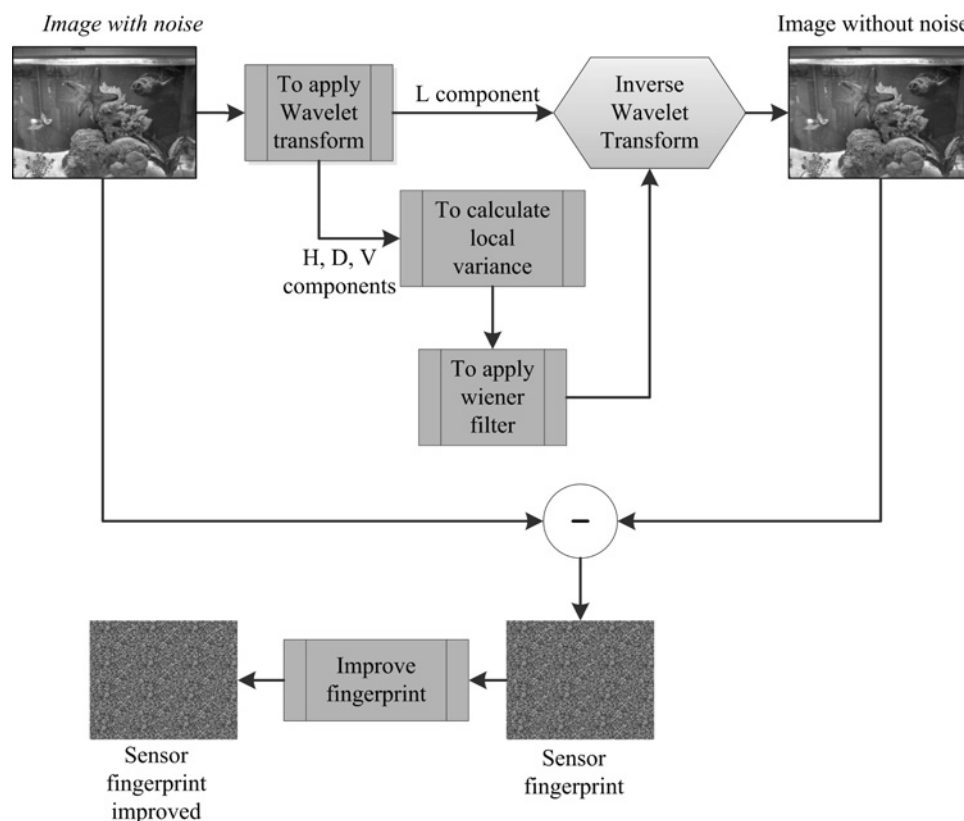 Image with noise
Image without noise
To apply
Wavelet
transform
L component
Inverse
Wavelet
Transform
H, D, V
components
To calculate
local
variance
To apply
wiener
filter
–
Improve
fingerprint
Sensor
fingerprint
Sensor
fingerprint
improved